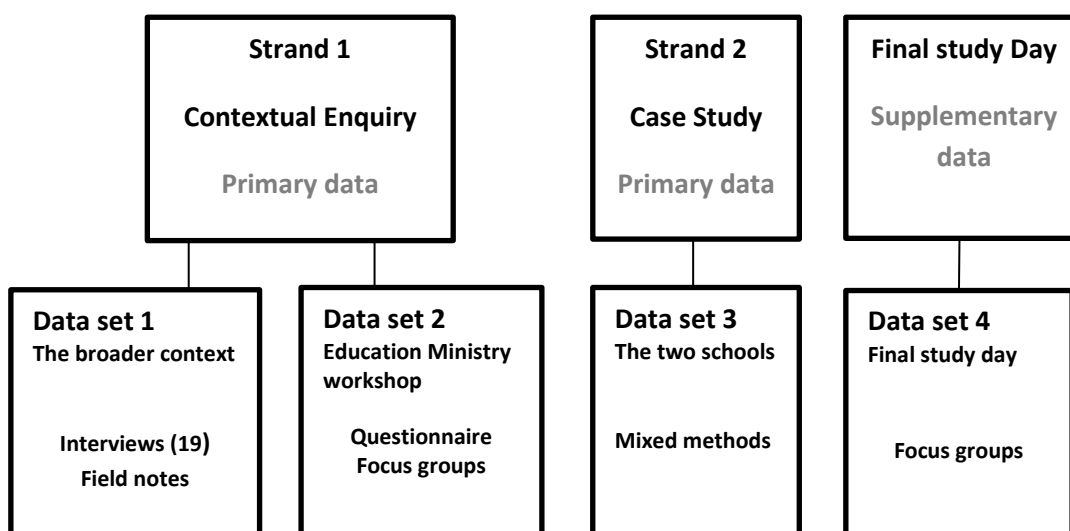 Strand 1
Contextual Enquiry
Primary data
Strand 2
Case Study
Primary data
Final study Day
Supplementary
data
Data set 1
The broader context
Interviews (19)
Field notes
Data set 2
Education Ministry
workshop
Questionnaire
Focus groups
Data set 3
The two schools
Mixed methods
Data set 4
Final study day
Focus groups